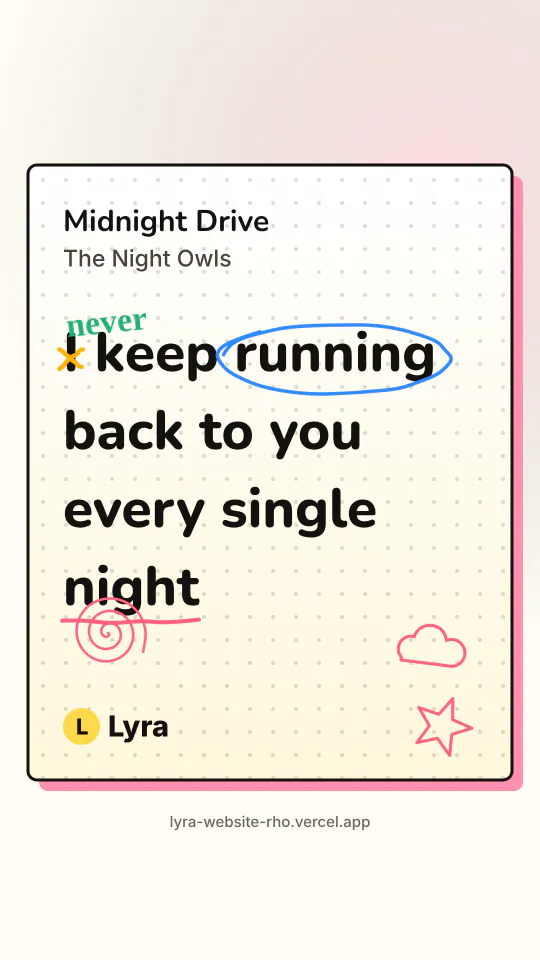 Midnight Drive
The Night Owls
never
I keep running
back to you
every single
night
L Lyra
lyra-website-rho.vercel.app